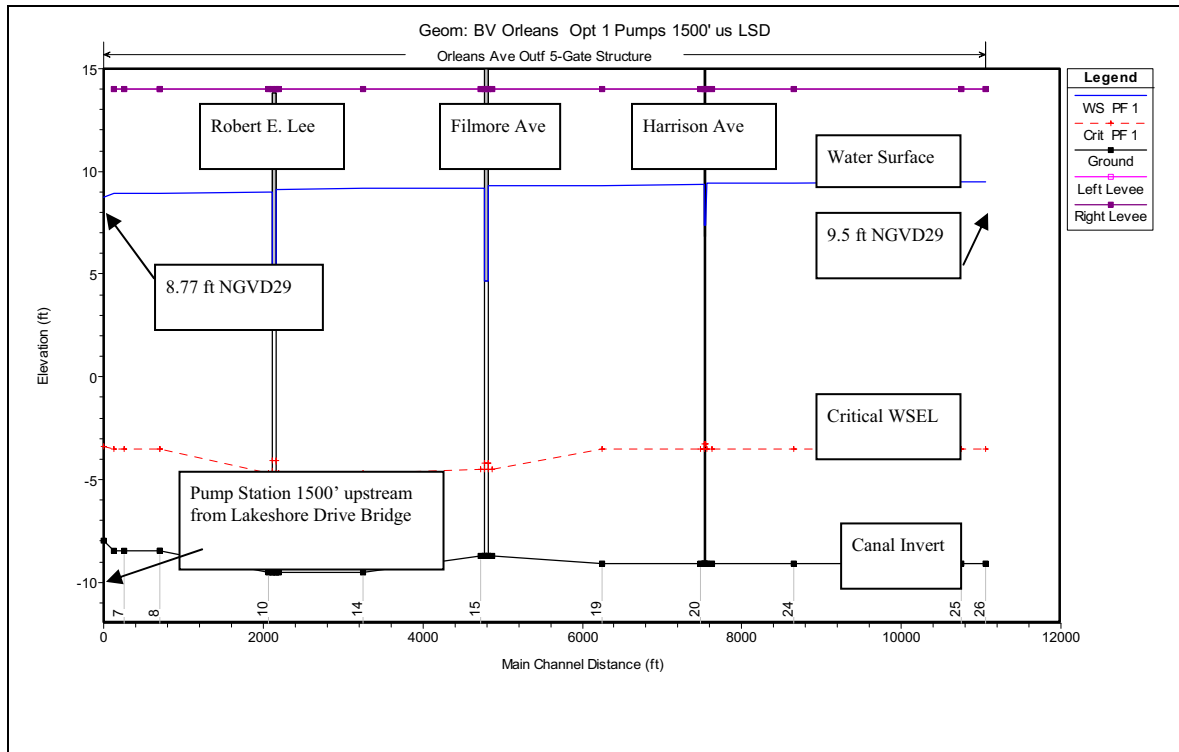 Geom: BV Orleans Opt 1 Pumps 1500' us LSD
Orleans Ave Outf 5-Gate Structure
Legend
WS PF 1
Crit PF 1
Ground
Left Levee
Right Levee
Robert E. Lee
Filmore Ave
Harrison Ave
Water Surface
8.77 ft NGVD29
9.5 ft NGVD29
Critical WSEL
Pump Station 1500’ upstream
from Lakeshore Drive Bridge
Canal Invert
Elevation (ft)
15
10
5
0
-5
-10
7
8
10
14
15
19
20
24
25
26
0
2000
4000
6000
8000
10000
12000
Main Channel Distance (ft)